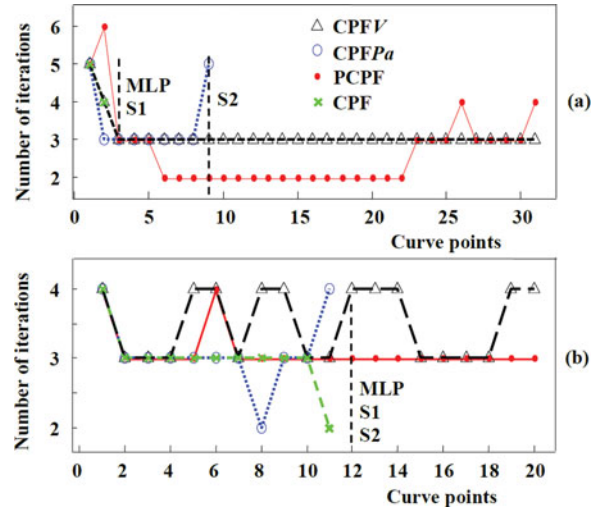 6
5
4
3
2
Number of iterations
CPFV
CPFPa
PCPF
CPF
MLP
S1
S2
(a)
5 10 15 20 25 30
Curve points
4
3
2
Number of iterations
MLP
S1
S2
(b)
0 2 4 6 8 10 12 14 16 18 20
Curve points